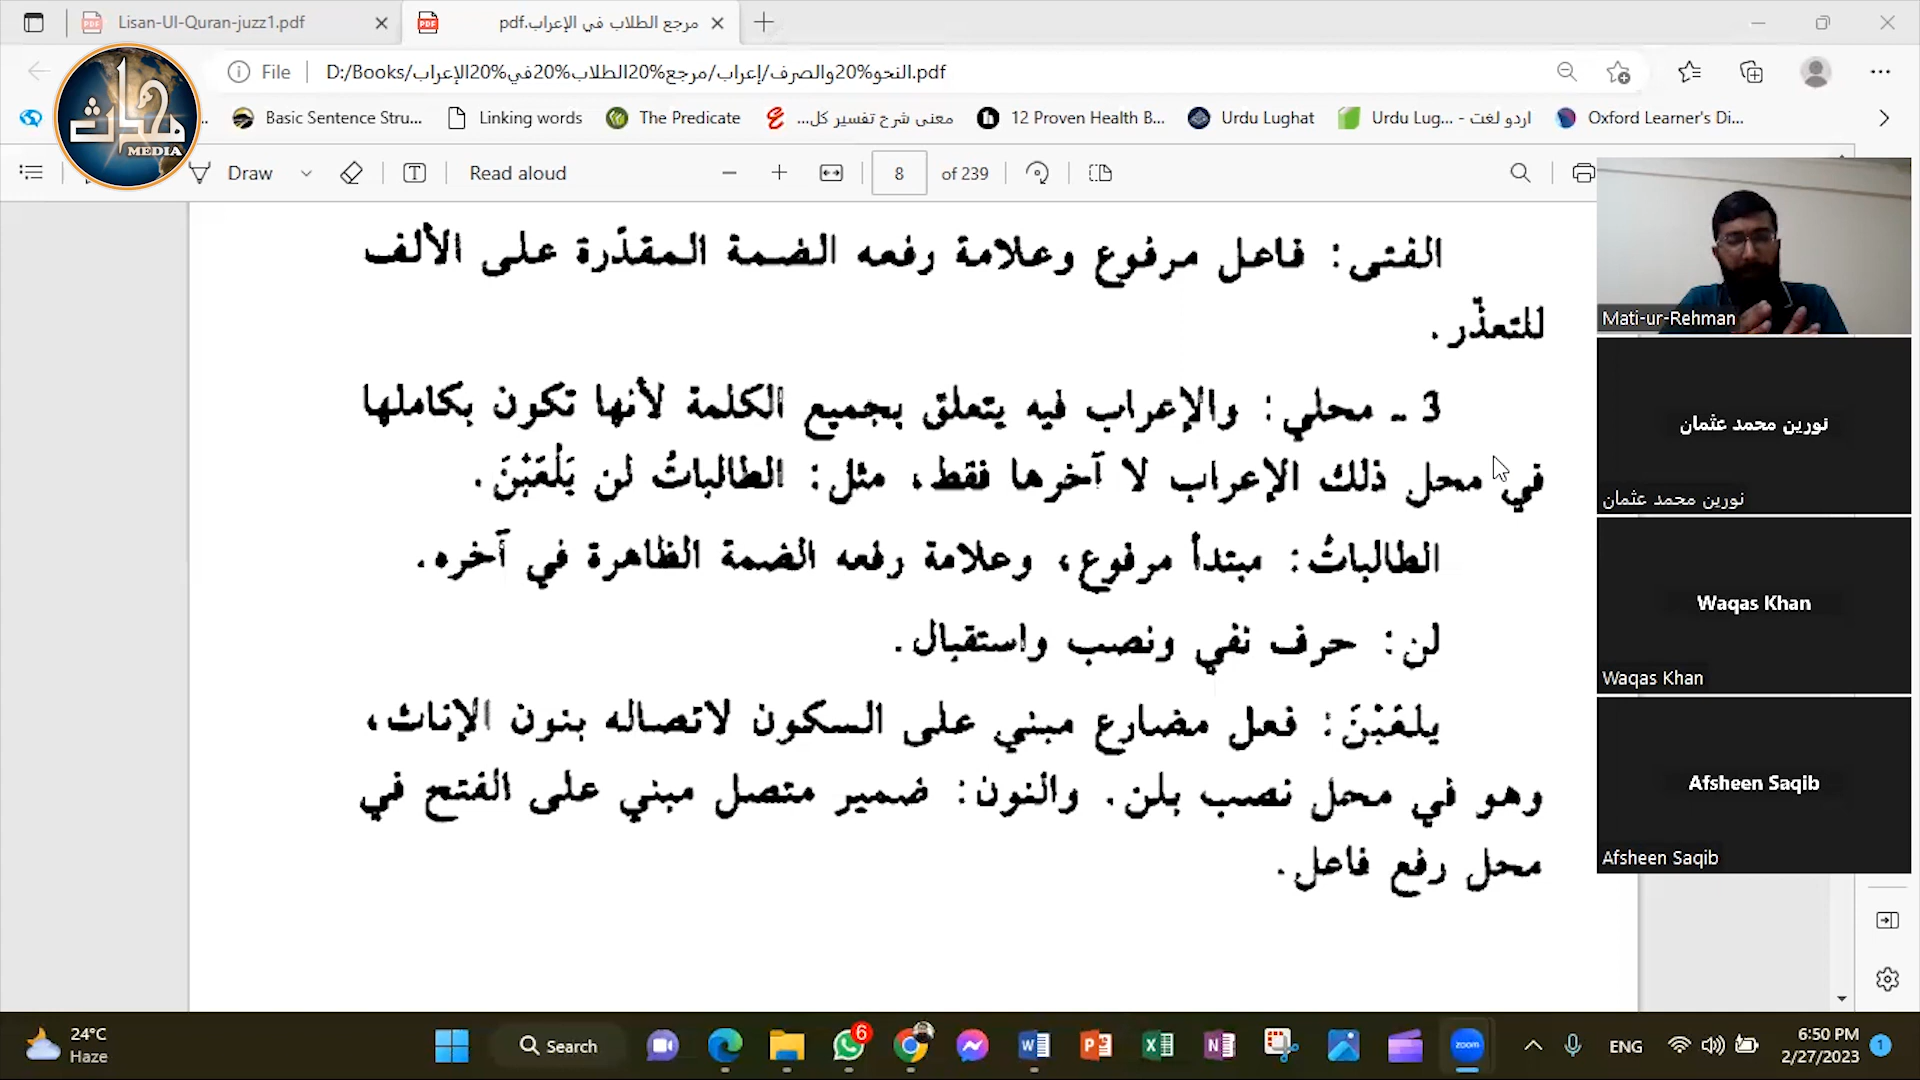 Lisan-Ul-Quran-juzz1.pdf
مرجع الطلاب في الإعراب.pdf
File
D:/Books/النحو%20والصرف/إعراب/مرجع%20الطلاب%20في%20الإعراب.pdf
Basic Sentence Stru...
Linking words
The Predicate
معنى شرح تفسير كل...
12 Proven Health B...
Urdu Lughat
اردو لغت - Urdu Lug...
Oxford Learner's Di...
محدث
MEDIA
Draw
Read aloud
8
of 239
الفتى: فاعل مرفوع وعلامة رفعه الضمة المقدّرة على الألف
للتعذّر.
3 ـ محلي: والإعراب فيه يتعلق بجميع الكلمة لأنها تكون بكاملها
في محل ذلك الإعراب لا آخرها فقط، مثل: الطالباتُ لن يَلْعَبْنَ.
الطالباتُ: مبتدأ مرفوع، وعلامة رفعه الضمة الظاهرة في آخره.
لن: حرف نفي ونصب واستقبال.
يلعَبْنَ: فعل مضارع مبني على السكون لاتصاله بنون الإناث،
وهو في محل نصب بلن. والنون: ضمير متصل مبني على الفتح في
محل رفع فاعل.
Mati-ur-Rehman
نورين محمد عثمان
نورين محمد عثمان
Waqas Khan
Waqas Khan
Afsheen Saqib
Afsheen Saqib
24°C
Haze
Search
6
zoom
ENG
6:50 PM
2/27/2023
1